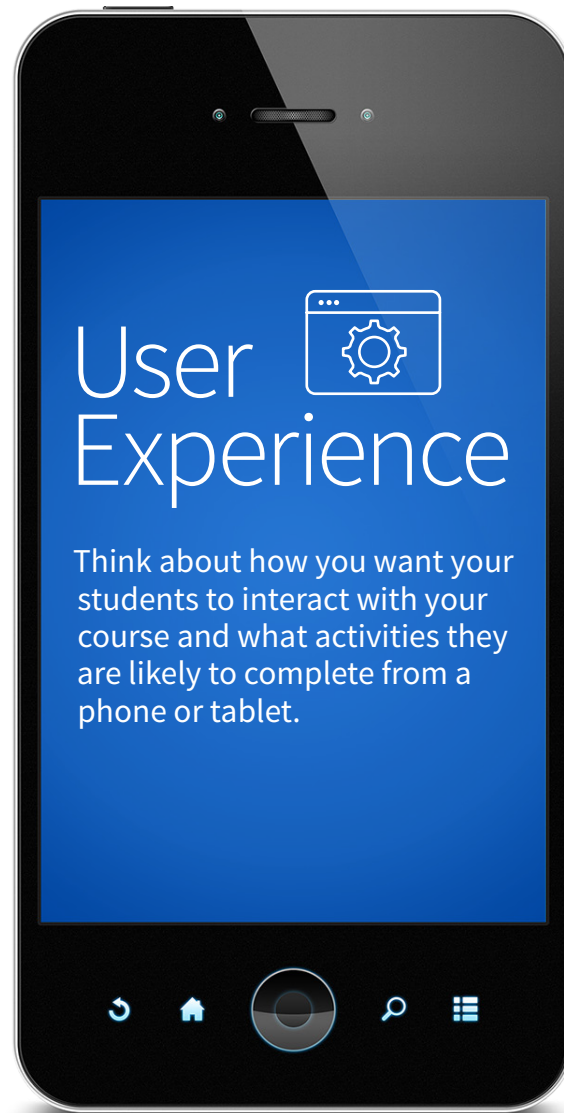 User
Experience
Think about how you want your
students to interact with your
course and what activities they
are likely to complete from a
phone or tablet.